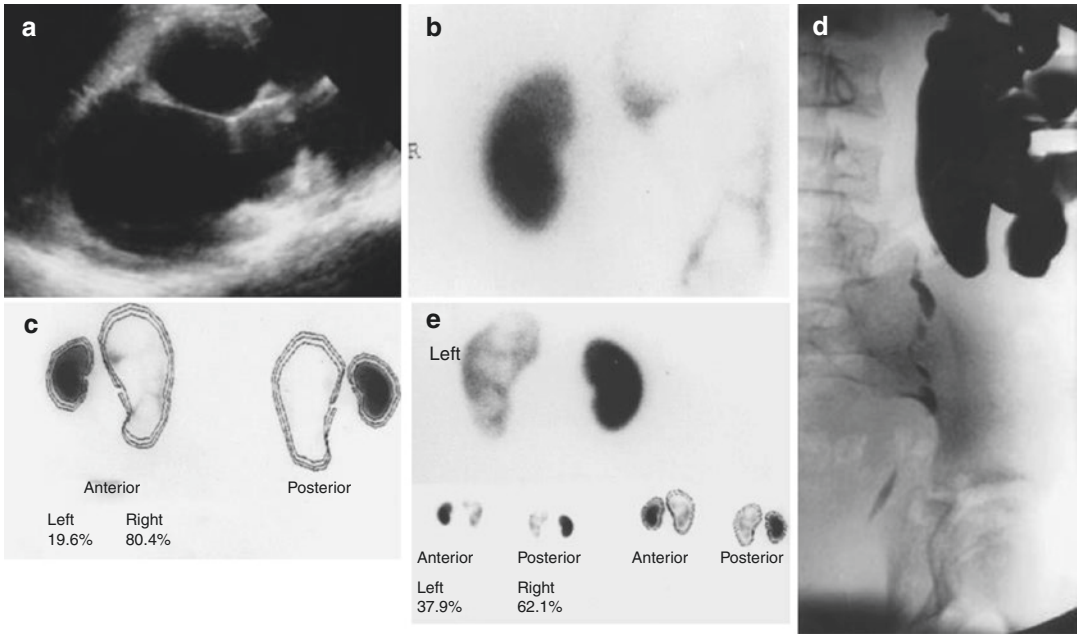 a
b
R
c
Anterior
Posterior
Left Right
19.6% 80.4%
e
Left
Anterior Posterior Anterior Posterior
Left Right
37.9% 62.1%
d